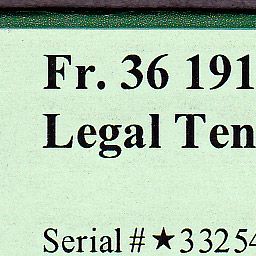 Fr. 36 191
Legal Ten
Serial # ★33254